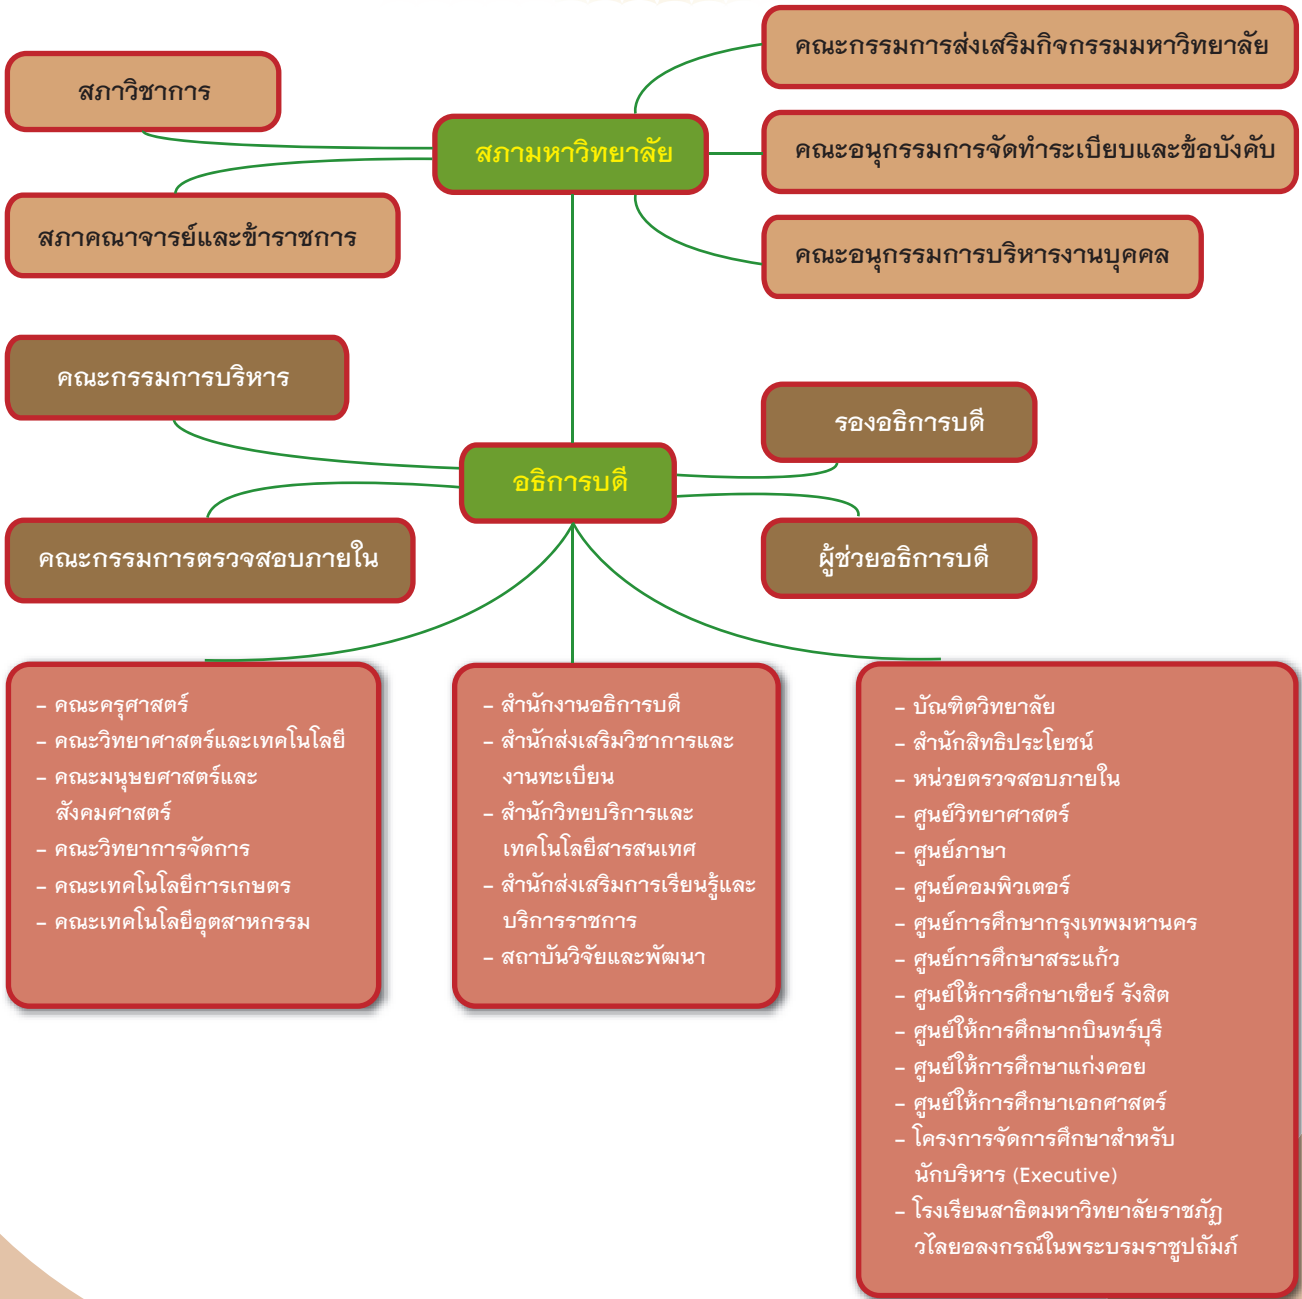 คณะกรรมการส่งเสริมกิจกรรมมหาวิทยาลัย
สภาวิชาการ
สภามหาวิทยาลัย
คณะอนุกรรมการจัดทำระเบียบและข้อบังคับ
สภาคณาจารย์และข้าราชการ
คณะอนุกรรมการบริหารงานบุคคล
คณะกรรมการบริหาร
รองอธิการบดี
อธิการบดี
คณะกรรมการตรวจสอบภายใน
ผู้ช่วยอธิการบดี
– คณะครุศาสตร์
– คณะวิทยาศาสตร์และเทคโนโลยี
– คณะมนุษยศาสตร์และ
สังคมศาสตร์
– คณะวิทยาการจัดการ
– คณะเทคโนโลยีการเกษตร
– คณะเทคโนโลยีอุตสาหกรรม
– สำนักงานอธิการบดี
– สำนักส่งเสริมวิชาการและ
งานทะเบียน
– สำนักวิทยบริการและ
เทคโนโลยีสารสนเทศ
– สำนักส่งเสริมการเรียนรู้และ
บริการราชการ
– สถาบันวิจัยและพัฒนา
– บัณฑิตวิทยาลัย
– สำนักสิทธิประโยชน์
– หน่วยตรวจสอบภายใน
– ศูนย์วิทยาศาสตร์
– ศูนย์ภาษา
– ศูนย์คอมพิวเตอร์
– ศูนย์การศึกษากรุงเทพมหานคร
– ศูนย์การศึกษาสระแก้ว
– ศูนย์ให้การศึกษาเซียร์ รังสิต
– ศูนย์ให้การศึกษากบินทร์บุรี
– ศูนย์ให้การศึกษาแก่งคอย
– ศูนย์ให้การศึกษาเอกศาสตร์
– โครงการจัดการศึกษาสำหรับ
นักบริหาร (Executive)
– โรงเรียนสาธิตมหาวิทยาลัยราชภัฏ
วไลยอลงกรณ์ในพระบรมราชูปถัมภ์